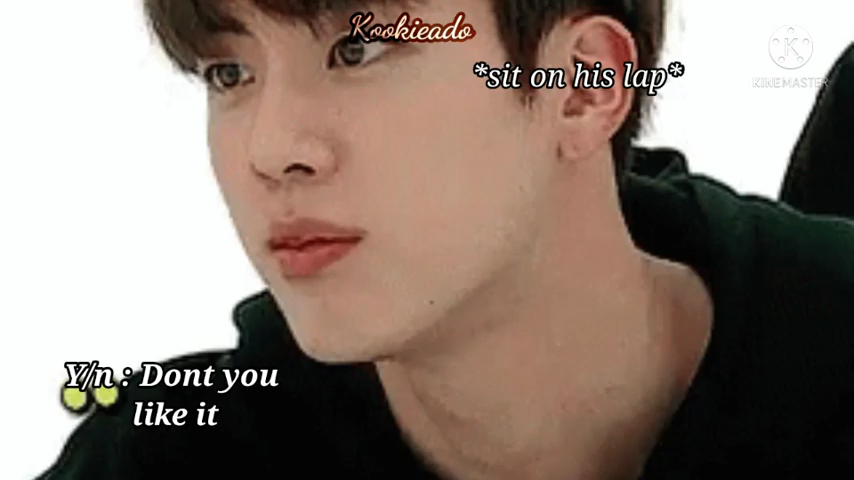 Kookieado
*sit on his lap*
KINEMASTER
Y/n : Dont you
like it